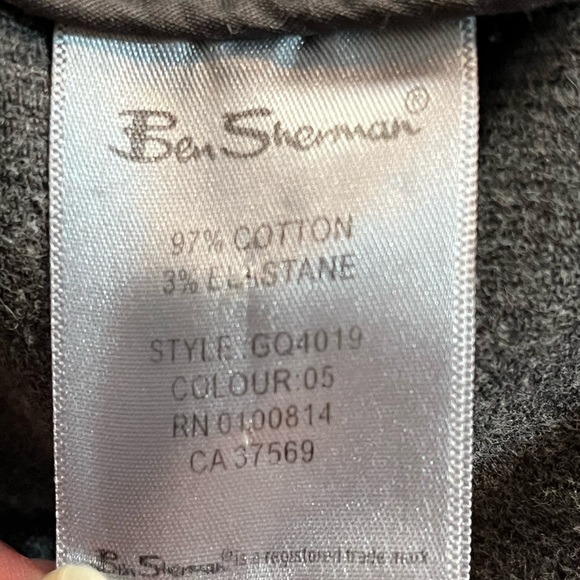 Ben Sherman®
97% COTTON
3% ELASTANE
STYLE:GQ4019
COLOUR:05
RN 0100814
CA 37569
Ben Sherman ® is a registered trade mark